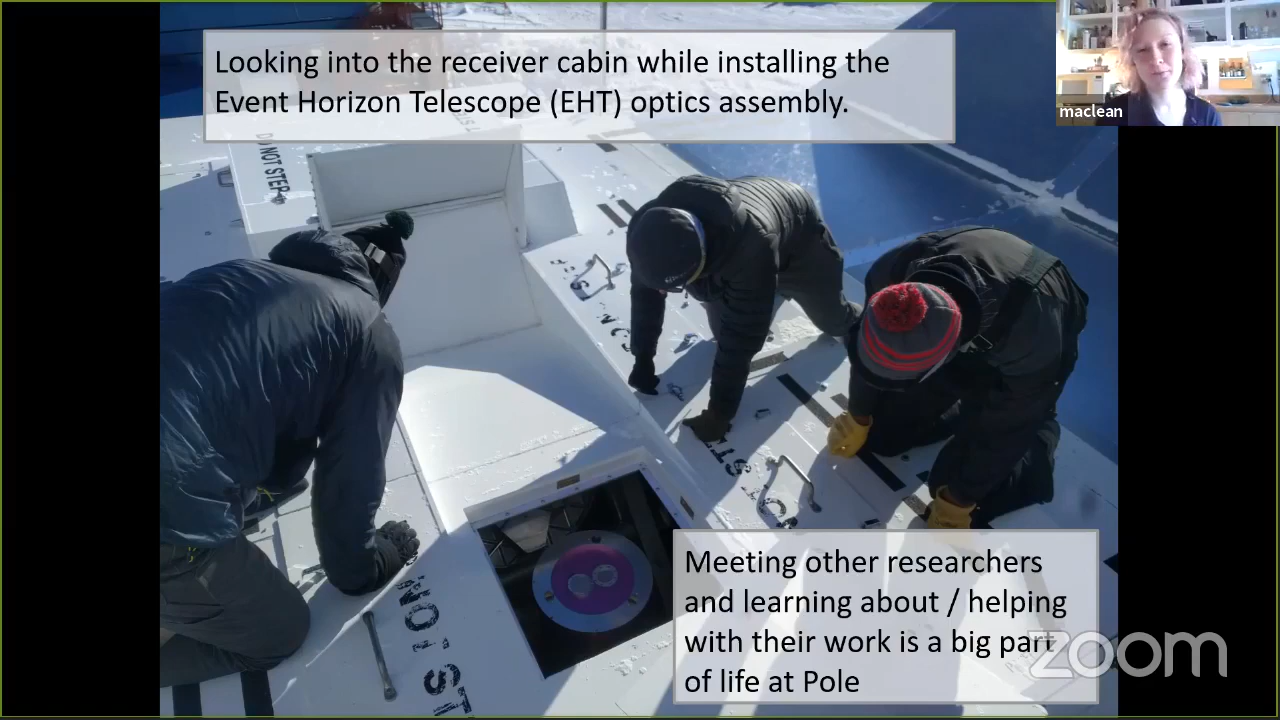 Looking into the receiver cabin while installing the
Event Horizon Telescope (EHT) optics assembly.
maclean
NOT STEP
Meeting other researchers
and learning about / helping
with their work is a big part
of life at Pole
zoom